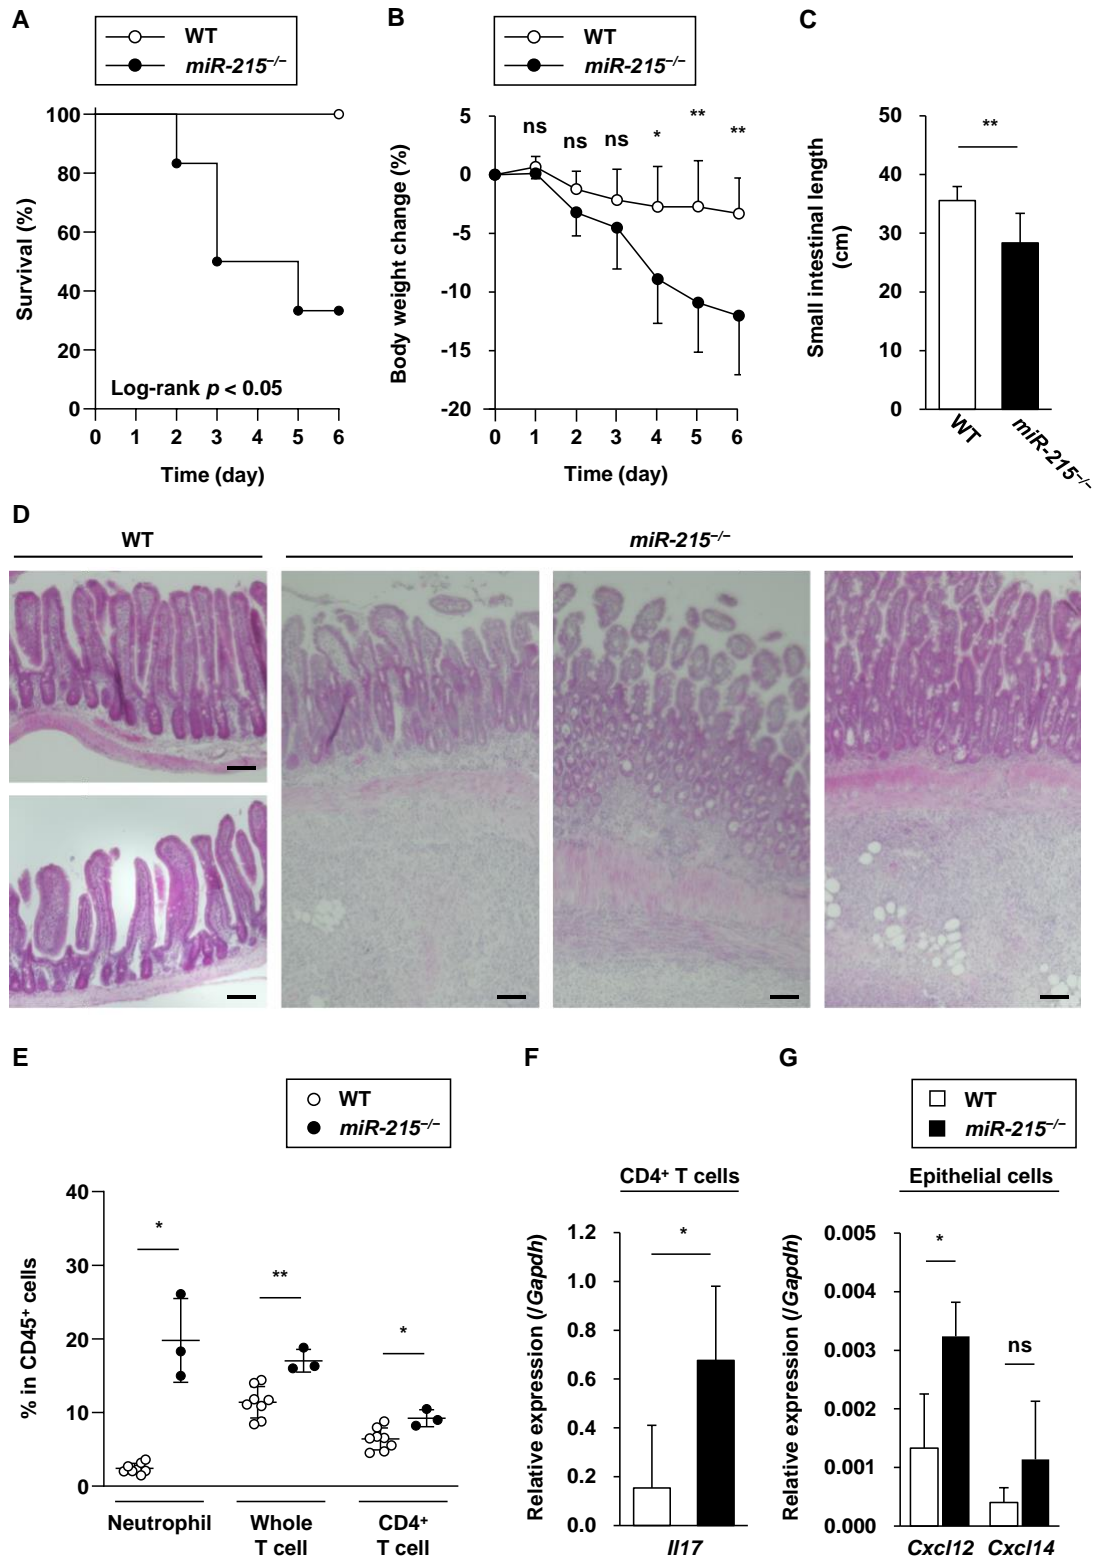 A
WT
miR-215−/−
Survival (%)
100
80
60
40
20
0
Log-rank p < 0.05
0 1 2 3 4 5 6
Time (day)
B
WT
miR-215−/−
Body weight change (%)
5
0
-5
-10
-15
-20
ns ns ns * ** **
0 1 2 3 4 5 6
Time (day)
C
Small intestinal length
(cm)
50
40
30
20
10
0
**
WT
miR-215−/−
D
WT
miR-215−/−
E
WT
miR-215−/−
% in CD45+ cells
40
30
20
10
0
*
**
*
Neutrophil
Whole
T cell
CD4+
T cell
F
CD4+ T cells
Relative expression (/Gapdh)
1.2
1.0
0.8
0.6
0.4
0.2
0.0
*
Il17
G
WT
miR-215−/−
Epithelial cells
Relative expression (/Gapdh)
0.005
0.004
0.003
0.002
0.001
0.000
*
ns
Cxcl12 Cxcl14